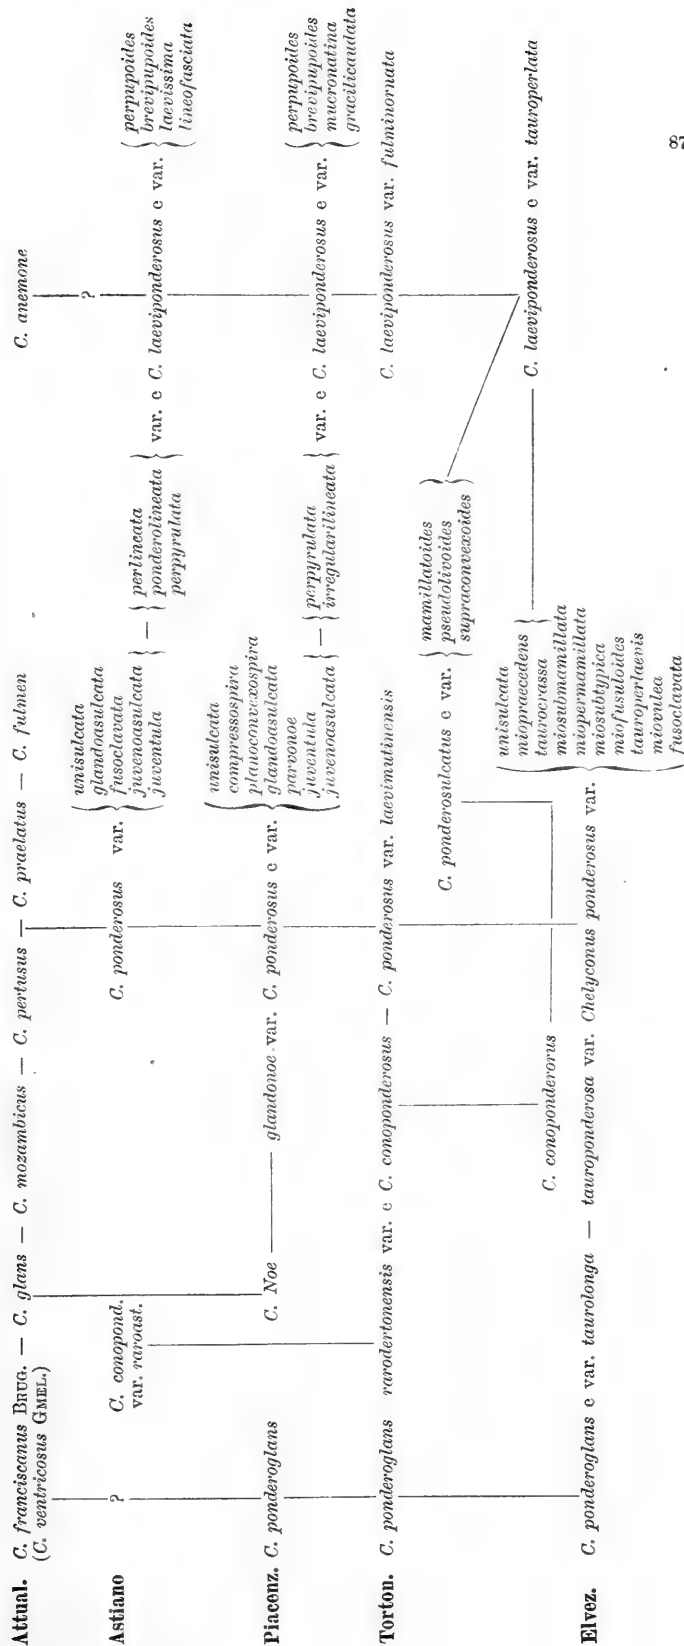 87
Attual. C. franciscanus BRUG. — C. glans — C. mozambicus — C. pertusus — C. praelatus — C. fulmen C. anemone
(C. ventricosus GMEL.)
? ?
Astiano C. conopond. var. raroast. C. ponderosus var.
unisulcata
glandoasulcata
fusoclavata
juvenoasulcata
juventula
—
perlineata
ponderolineata
perpyrulata
var. e C. laeviponderosus e var.
perpupoides
brevipupoides
laevissima
lineofasciata
Piacenz. C. ponderoglans C. Noe — glandonoe var. C. ponderosus e var.
unisulcata
compressospira
planoconvexospira
glandoasulcata
parvonoe
juventula
juvenoasulcata
—
perpyrulata
irregularilineata
var. e C. laeviponderosus e var.
perpupoides
brevipupoides
mucronatina
gracilicaudata
Torton. C. ponderoglans rarodertonensis var. e C. conoponderosus — C. ponderosus var. laevimutinensis C. laeviponderosus var. fulminornata
C. ponderosulcatus e var.
mamillatoides
pseudolivoides
supraconvexoides
C. conoponderorus
C. laeviponderosus e var. tauroperlata
Elvez. C. ponderoglans e var. taurolonga — tauroponderosa var. Chelyconus ponderosus var.
unisulcata
miopraecedens
taurocrassa
miosubmamillata
miopermamillata
miosubtypica
miofusuloides
tauroperlaevis
miovulea
fusoclavata